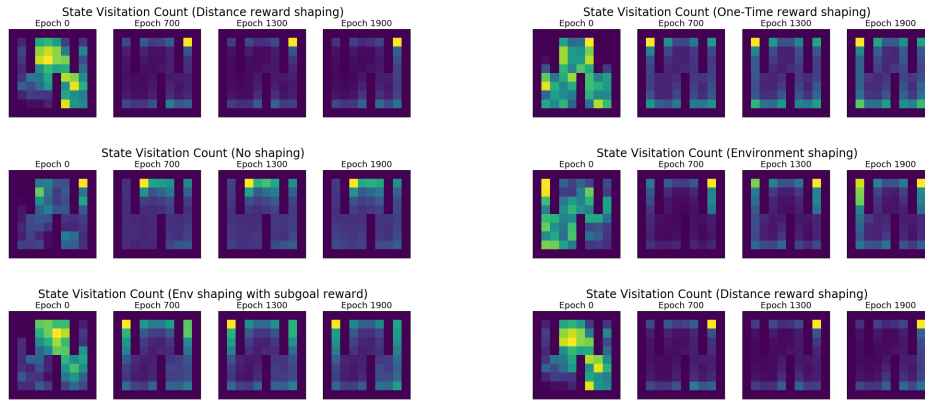 State Visitation Count (Distance reward shaping)
Epoch 0 Epoch 700 Epoch 1300 Epoch 1900
State Visitation Count (One-Time reward shaping)
Epoch 0 Epoch 700 Epoch 1300 Epoch 1900
State Visitation Count (No shaping)
Epoch 0 Epoch 700 Epoch 1300 Epoch 1900
State Visitation Count (Environment shaping)
Epoch 0 Epoch 700 Epoch 1300 Epoch 1900
State Visitation Count (Env shaping with subgoal reward)
Epoch 0 Epoch 700 Epoch 1300 Epoch 1900
State Visitation Count (Distance reward shaping)
Epoch 0 Epoch 700 Epoch 1300 Epoch 1900